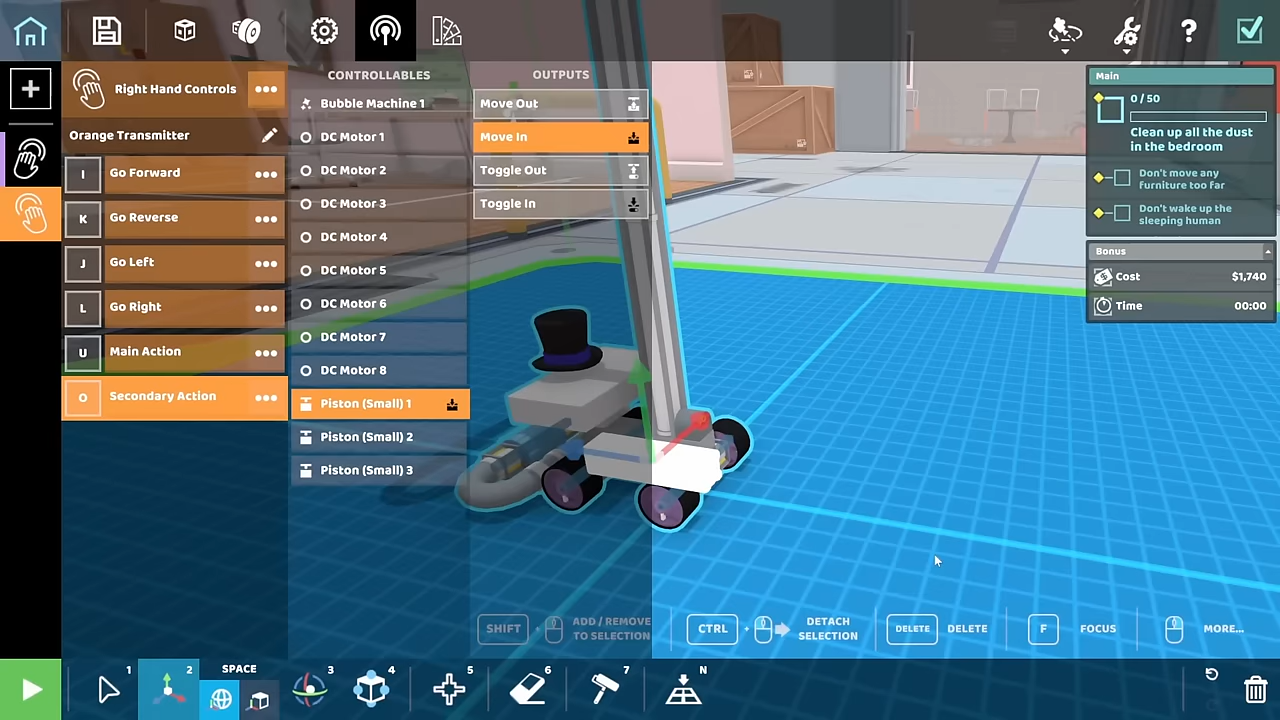 Right Hand Controls
Orange Transmitter
I
Go Forward
K
Go Reverse
J
Go Left
L
Go Right
U
Main Action
O
Secondary Action
CONTROLLABLES
Bubble Machine 1
DC Motor 1
DC Motor 2
DC Motor 3
DC Motor 4
DC Motor 5
DC Motor 6
DC Motor 7
DC Motor 8
Piston (Small) 1
Piston (Small) 2
Piston (Small) 3
OUTPUTS
Move Out
Move In
Toggle Out
Toggle In
Main
0 / 50
Clean up all the dust
in the bedroom
Don't move any
furniture too far
Don't wake up the
sleeping human
Bonus
Cost
$1,740
Time
00:00
SHIFT
+
ADD / REMOVE
TO SELECTION
CTRL
+
DETACH
SELECTION
DELETE
DELETE
F
FOCUS
MORE...
1
2
SPACE
3
4
5
6
7
N